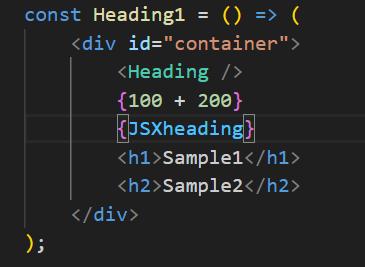 const Heading1 = () => (
<div id="container">
<Heading />
{100 + 200}
{JSXheading}
<h1>Sample1</h1>
<h2>Sample2</h2>
</div>
);